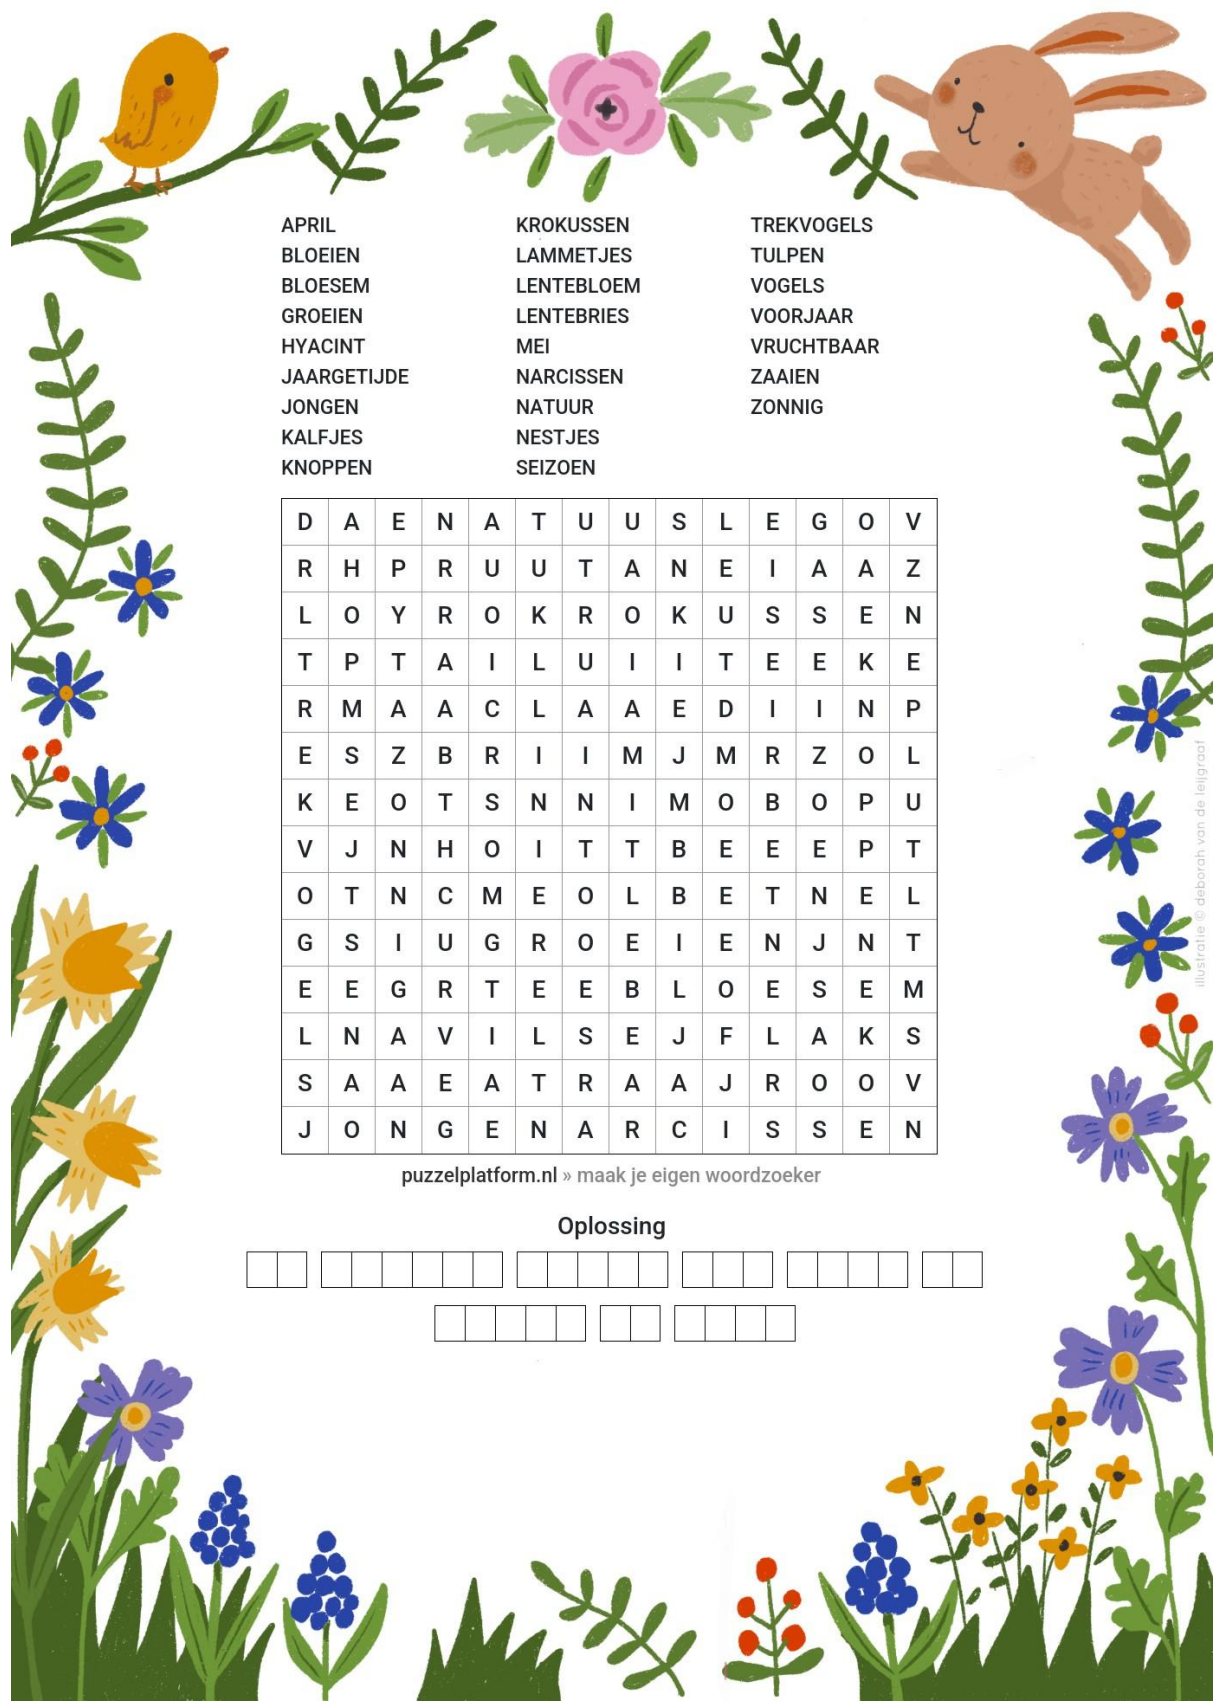 APRIL KROKUSSEN TREKVOGELS
BLOEIEN LAMMETJES TULPEN
BLOESEM LENTEBLOEM VOGELS
GROEIEN LENTEBRIES VOORJAAR
HYACINT MEI VRUCHTBAAR
JAARGETIJDE NARCISSEN ZAAIEN
JONGEN NATUUR ZONNIG
KALFJES NESTJES
KNOPPEN SEIZOEN
D A E N A T U U S L E G O V
R H P R U U T A N E I A A Z
L O Y R O K R O K U S S E N
T P T A I L U I I T E E K E
R M A A C L A A E D I I N P
E S Z B R I I M J M R Z O L
K E O T S N N I M O B O P U
V J N H O I T T B E E E P T
O T N C M E O L B E T N E L
G S I U G R O E I E N J N T
E E G R T E E B L O E S E M
L N A V I L S E J F L A K S
S A A E A T R A A J R O O V
J O N G E N A R C I S S E N
puzzelplatform.nl » maak je eigen woordzoeker
Oplossing
illustratie © deborah van de leijgraaf